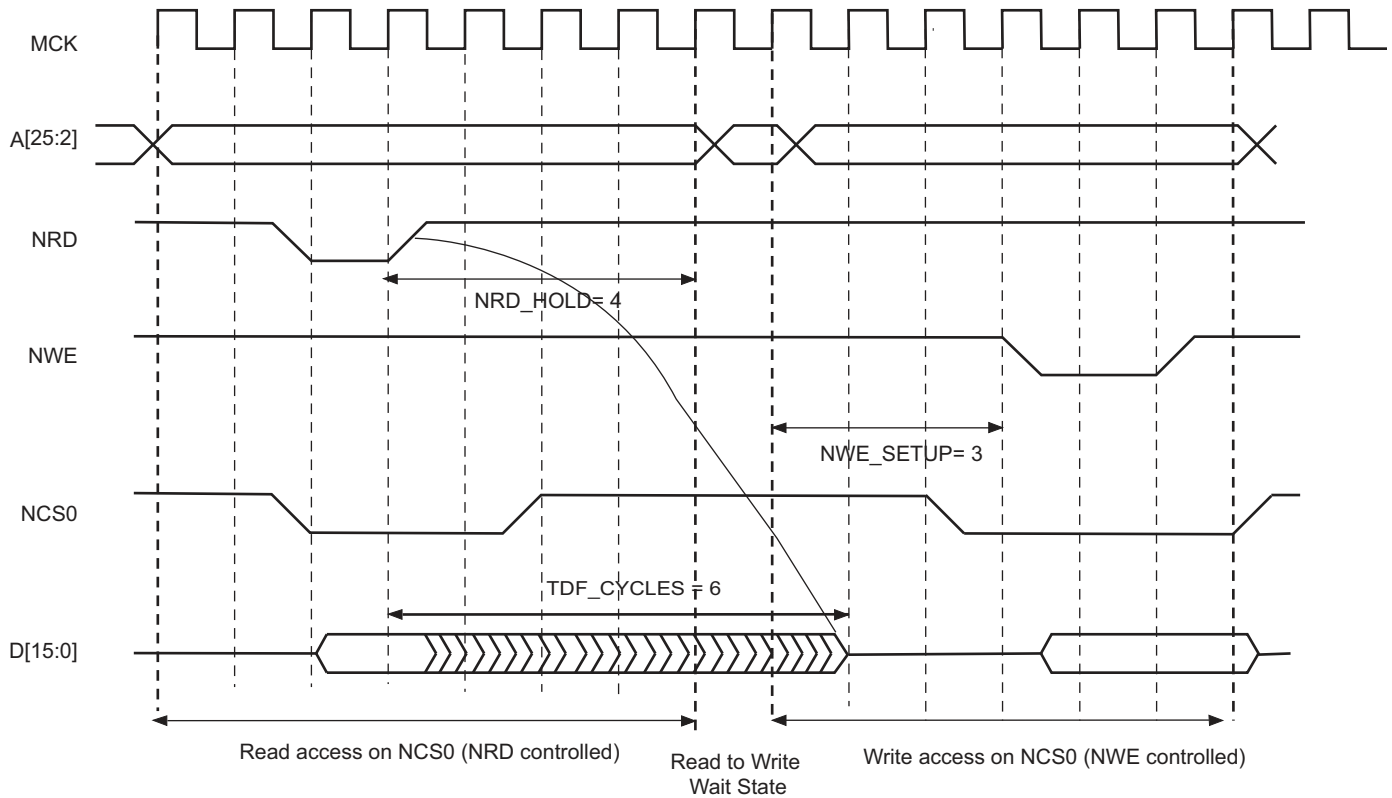 MCK
A[25:2]
NRD
NRD_HOLD= 4
NWE
NWE_SETUP= 3
NCS0
TDF_CYCLES = 6
D[15:0]
Read access on NCS0 (NRD controlled)
Read to Write
Wait State
Write access on NCS0 (NWE controlled)